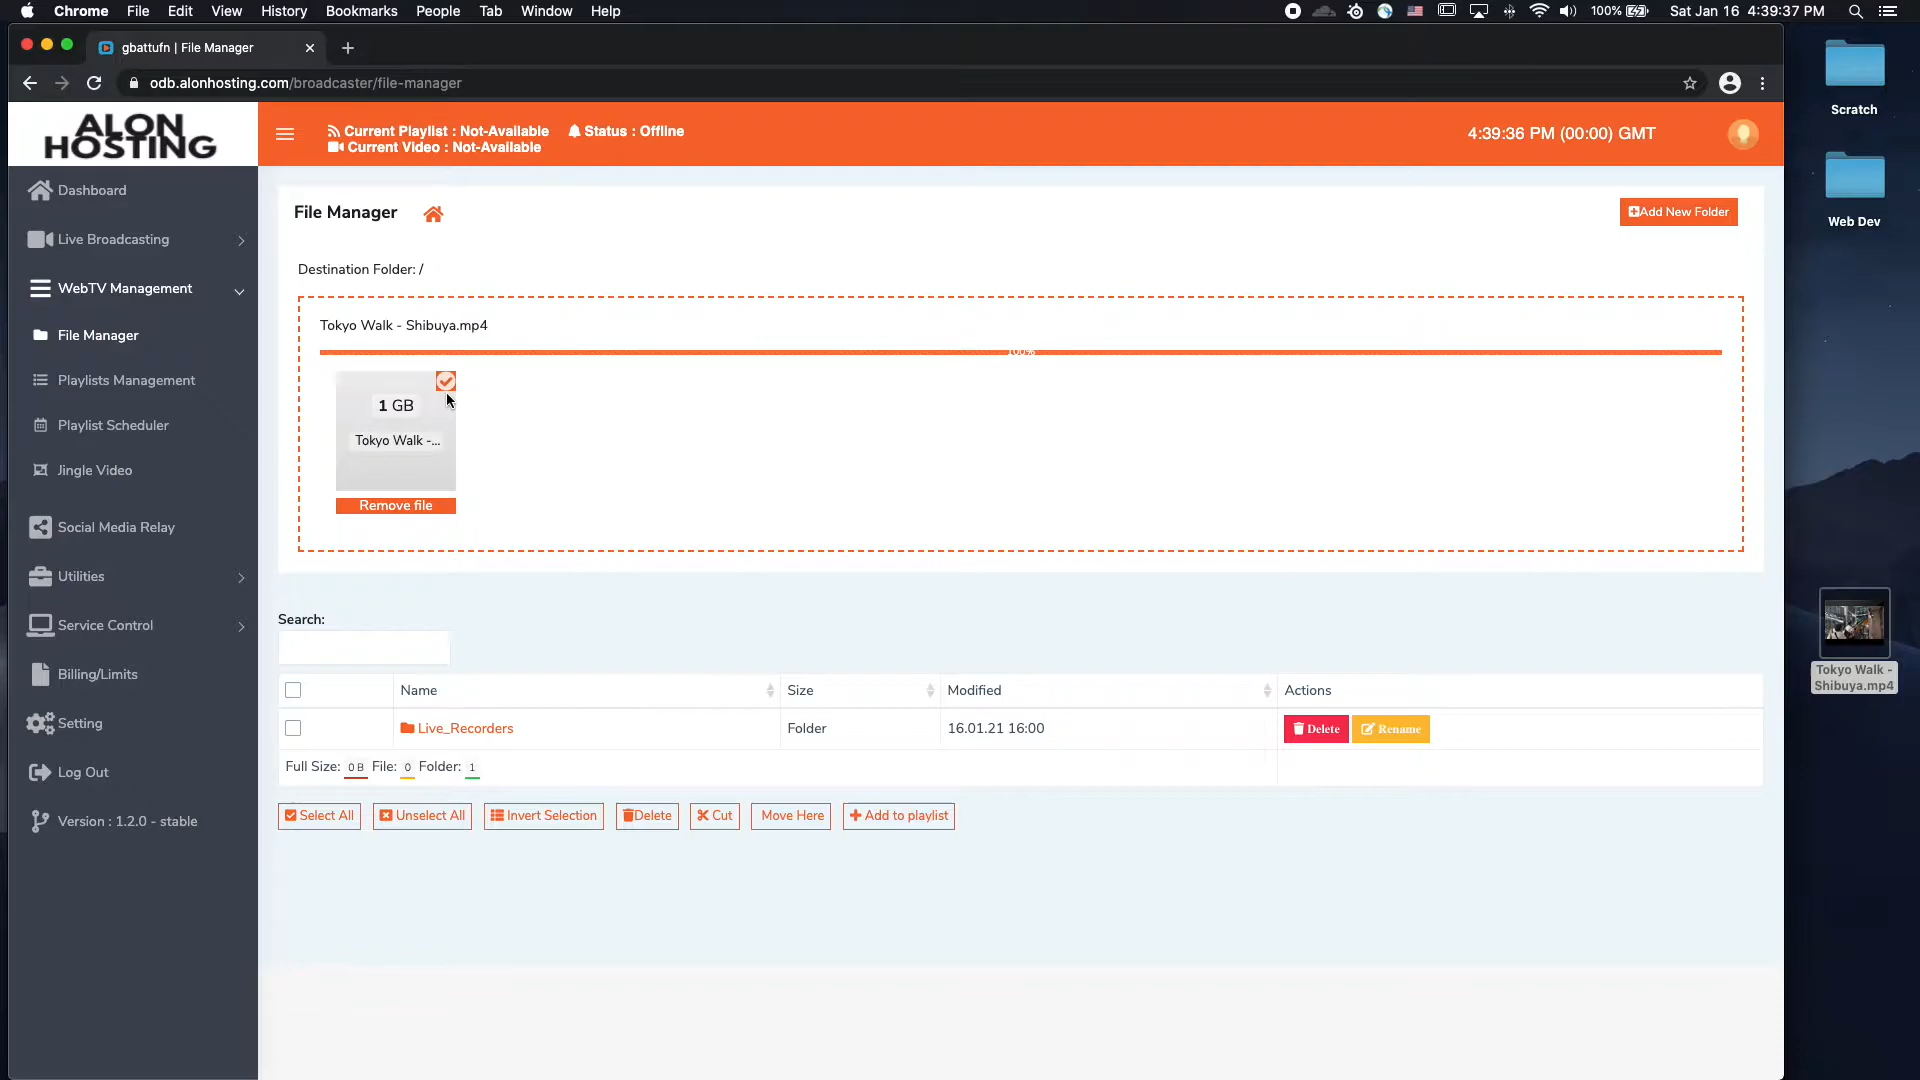 Chrome File Edit View History Bookmarks People Tab Window Help
100% Sat Jan 16 4:39:37 PM
gbattufn | File Manager
odb.alonhosting.com/broadcaster/file-manager
ALON
HOSTING
Current Playlist : Not-Available Status : Offline
Current Video : Not-Available
4:39:36 PM (00:00) GMT
Dashboard
Live Broadcasting
WebTV Management
File Manager
Playlists Management
Playlist Scheduler
Jingle Video
Social Media Relay
Utilities
Service Control
Billing/Limits
Setting
Log Out
Version : 1.2.0 - stable
File Manager
Add New Folder
Destination Folder: /
Tokyo Walk - Shibuya.mp4
100%
1 GB
Tokyo Walk -...
Remove file
Search:
Name Size Modified Actions
Live_Recorders Folder 16.01.21 16:00 Delete Rename
Full Size: 0 B File: 0 Folder: 1
Select All Unselect All Invert Selection Delete Cut Move Here Add to playlist
Scratch
Web Dev
Tokyo Walk -
Shibuya.mp4